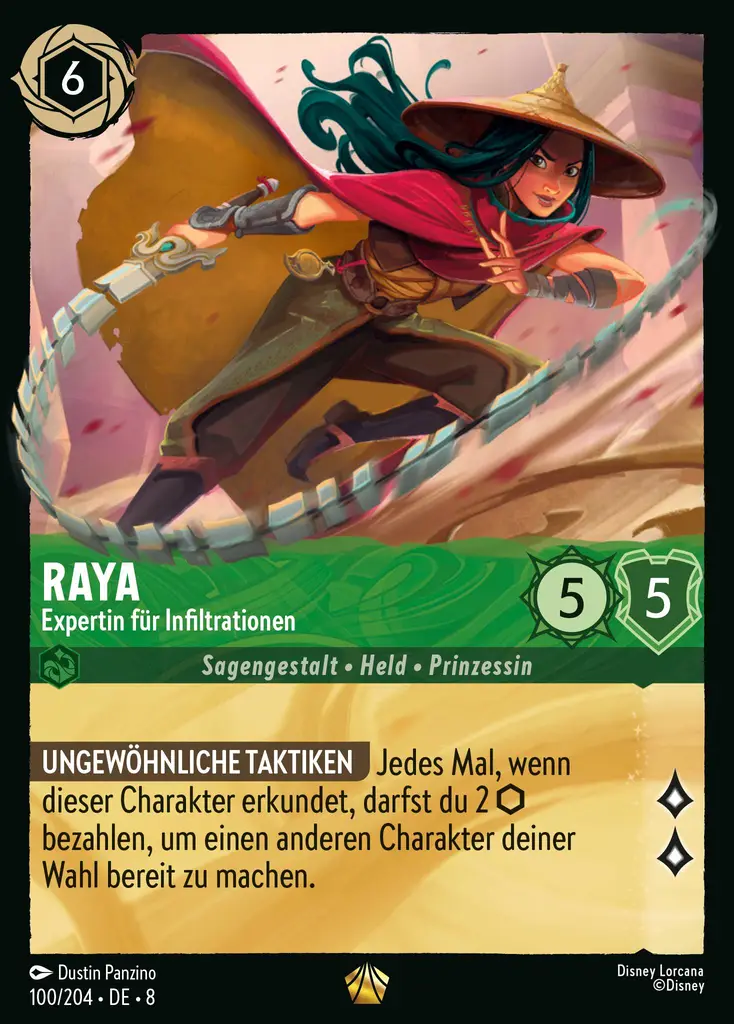 6
RAYA
Expertin für Infiltrationen
5
5
Sagengestalt • Held • Prinzessin
UNGEWÖHNLICHE TAKTIKEN Jedes Mal, wenn
dieser Charakter erkundet, darfst du 2 ⬡
bezahlen, um einen anderen Charakter deiner
Wahl bereit zu machen.
Dustin Panzino
100/204 • DE • 8
Disney Lorcana
©Disney